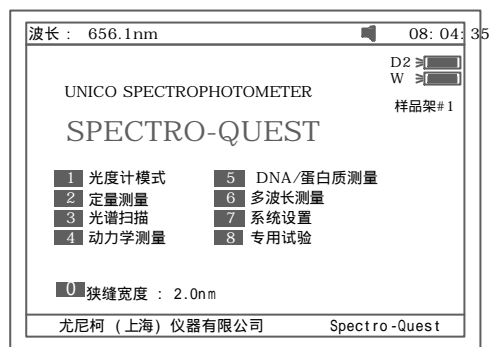 波长： 656.1nm 08: 04: 35
D2
W
样品架#1
UNICO SPECTROPHOTOMETER
SPECTRO-QUEST
1 光度计模式 5 DNA/蛋白质测量
2 定量测量 6 多波长测量
3 光谱扫描 7 系统设置
4 动力学测量 8 专用试验
0 狭缝宽度 : 2.0nm
尤尼柯 (上海) 仪器有限公司 Spectro-Quest